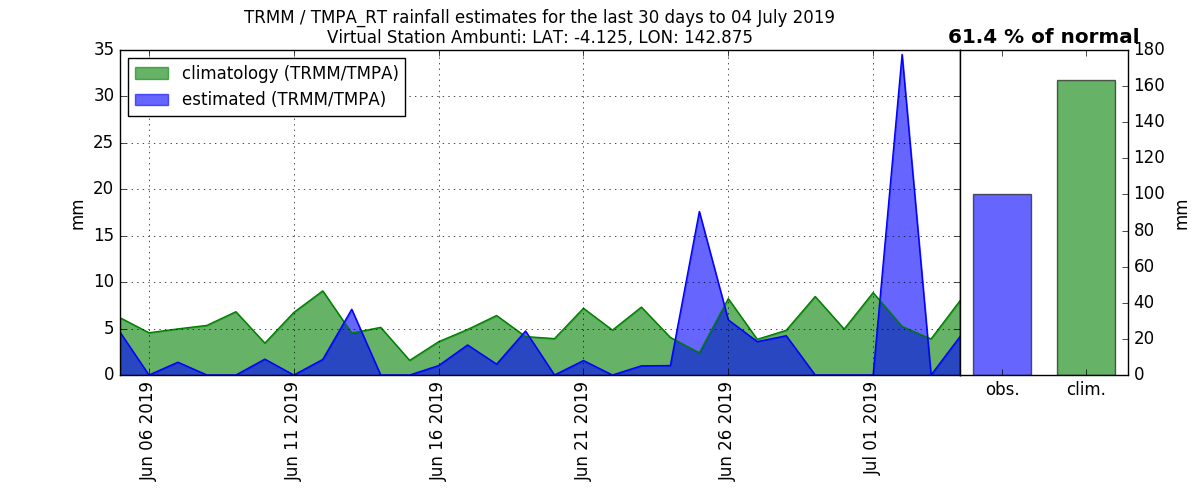 TRMM / TMPA_RT rainfall estimates for the last 30 days to 04 July 2019
Virtual Station Ambunti: LAT: -4.125, LON: 142.875
61.4 % of normal
climatology (TRMM/TMPA)
estimated (TRMM/TMPA)
35
30
25
20
15
10
5
0
mm
Jun 06 2019
Jun 11 2019
Jun 16 2019
Jun 21 2019
Jun 26 2019
Jul 01 2019
obs.
clim.
180
160
140
120
100
80
60
40
20
0
mm